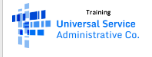 Training
Universal Service
Administrative Co.